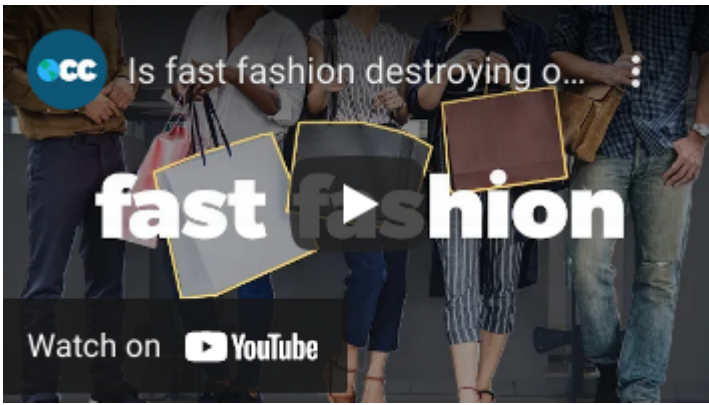 CC
Is fast fashion destroying o...
fast fashion
Watch on YouTube